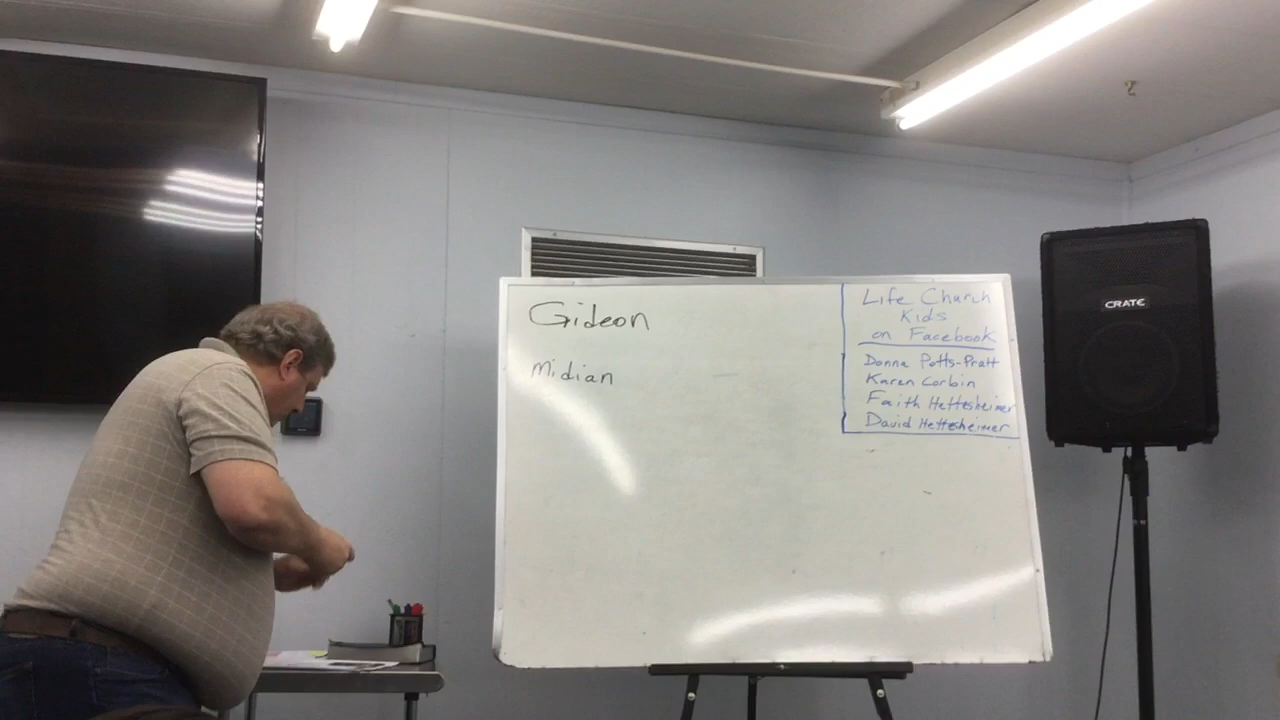 Gideon
Midian
Life Church
Kids
on Facebook
Donna Potts-Pratt
Karen Corbin
Faith Hettesheimer
David Hettesheimer
CRATE